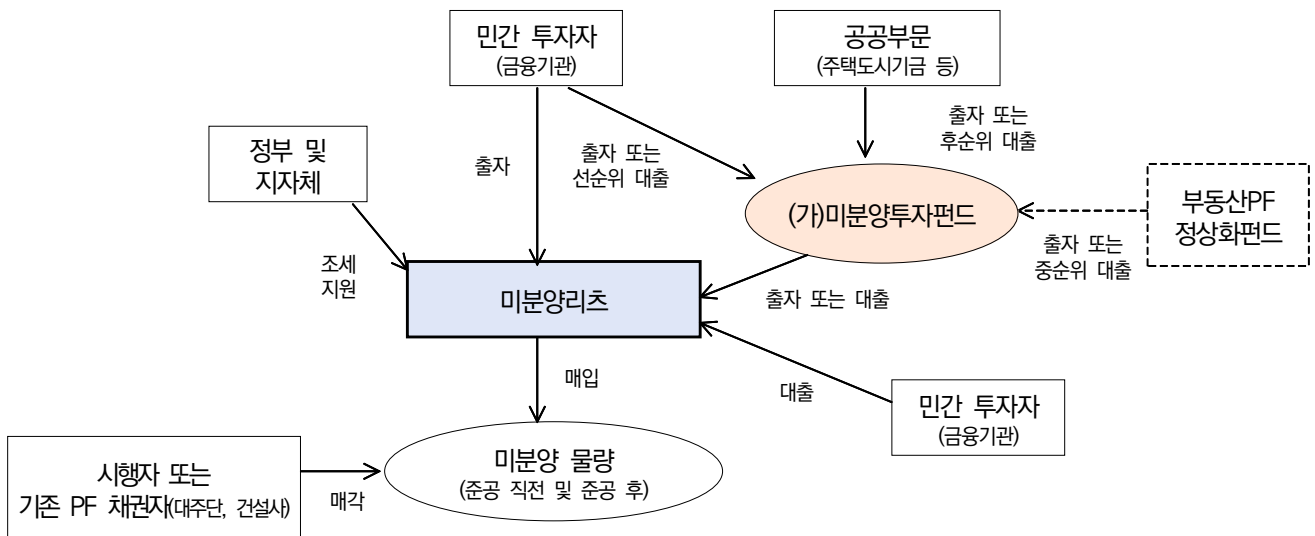 민간 투자자
(금융기관)
공공부문
(주택도시기금 등)
정부 및
지자체
출자
출자 또는
선순위 대출
출자 또는
후순위 대출
(가)미분양투자펀드
부동산PF
정상화펀드
출자 또는
중순위 대출
조세
지원
미분양리츠
출자 또는 대출
매입
대출
민간 투자자
(금융기관)
시행자 또는
기존 PF 채권자(대주단, 건설사)
매각
미분양 물량
(준공 직전 및 준공 후)